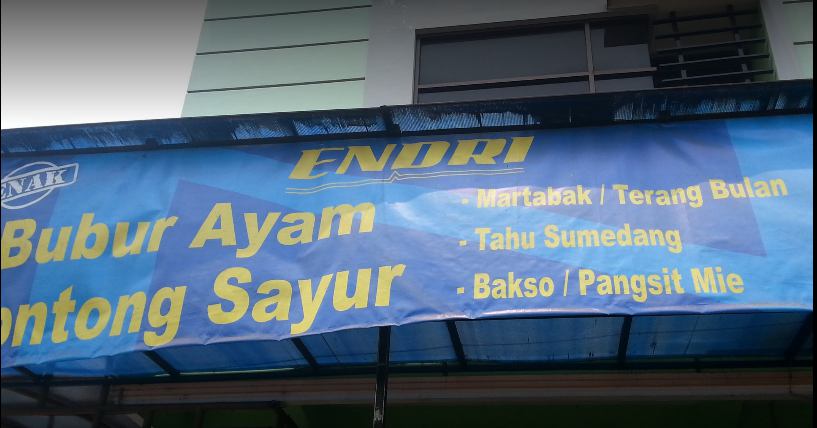 ENAK
ENDRI
Bubur Ayam
ontong Sayur
- Martabak / Terang Bulan
- Tahu Sumedang
- Bakso / Pangsit Mie